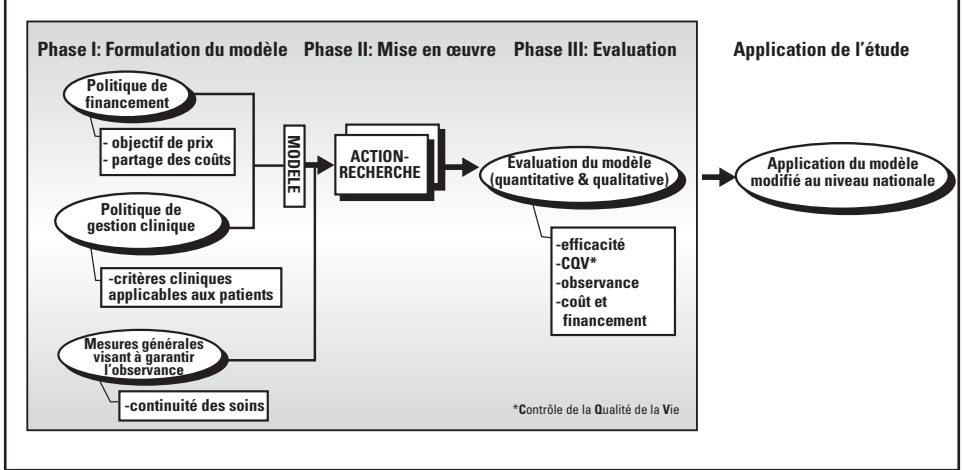 Phase I: Formulation du modèle
Phase II: Mise en œuvre
Phase III: Evaluation
Application de l'étude
Politique de
financement
- objectif de prix
- partage des coûts
Politique de
gestion clinique
-critères cliniques
applicables aux patients
Mesures générales
visant à garantir
l'observance
-continuité des soins
MODELE
ACTION-
RECHERCHE
Evaluation du modèle
(quantitative & qualitative)
-efficacité
-CQV*
-observance
-coût et
financement
*Contrôle de la Qualité de la Vie
Application du modèle
modifié au niveau nationale